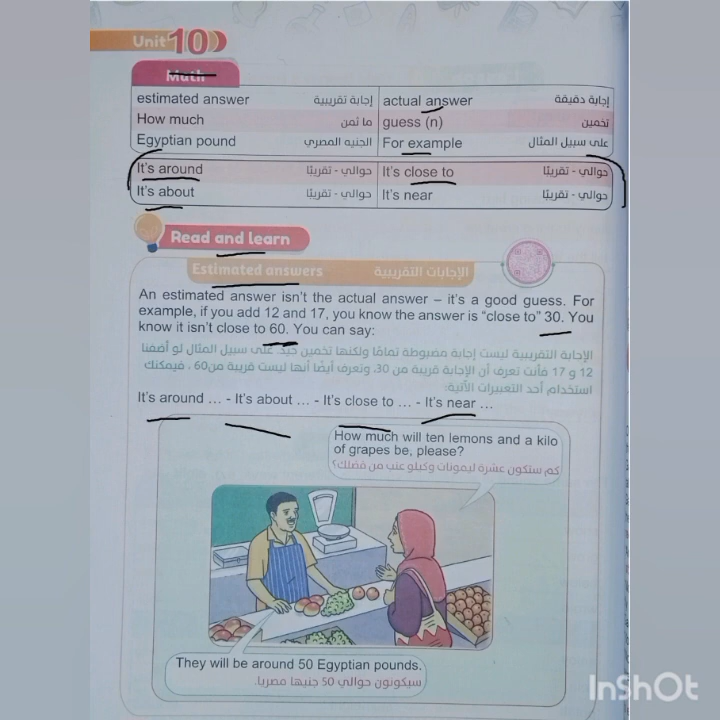 Unit 10
Math
estimated answer إجابة تقريبية actual answer إجابة دقيقة
How much ما ثمن guess (n) تخمين
Egyptian pound الجنيه المصري For example على سبيل المثال
It's around حوالي - تقريبًا It's close to حوالي - تقريبًا
It's about حوالي - تقريبًا It's near حوالي - تقريبًا
Read and learn
Estimated answers الإجابات التقريبية
An estimated answer isn't the actual answer – it's a good guess. For
example, if you add 12 and 17, you know the answer is "close to" 30. You
know it isn't close to 60. You can say:
الإجابة التقريبية ليست إجابة مضبوطة تمامًا ولكنها تخمين جيد. على سبيل المثال لو أضفنا
12 و 17 فأنت تعرف أن الإجابة قريبة من 30، وتعرف أيضًا أنها ليست قريبة من 60 ، فيمكنك
استخدام أحد التعبيرات الآتية:
It's around ... - It's about ... - It's close to ... - It's near ...
How much will ten lemons and a kilo
of grapes be, please?
كم ستكون عشرة ليمونات وكيلو عنب من فضلك؟
They will be around 50 Egyptian pounds.
سيكونون حوالي 50 جنيها مصريا.
InShOt